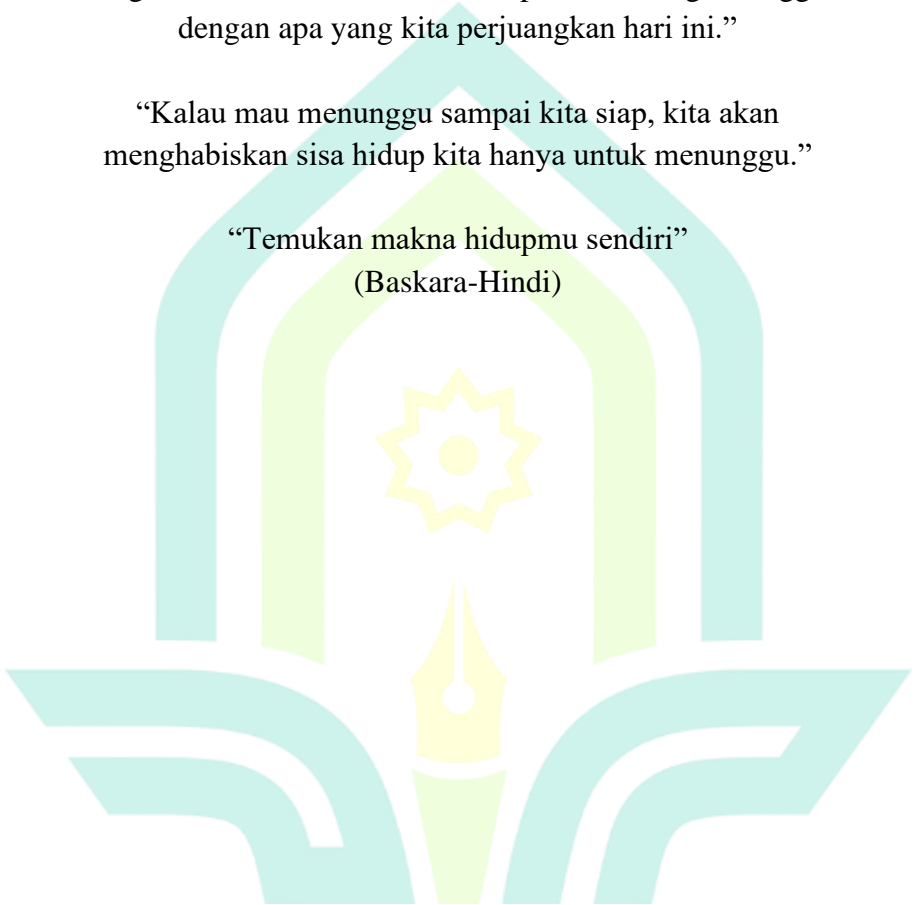 dengan apa yang kita perjuangkan hari ini.”
“Kalau mau menunggu sampai kita siap, kita akan
menghabiskan sisa hidup kita hanya untuk menunggu.”
“Temukan makna hidupmu sendiri”
(Baskara-Hindi)